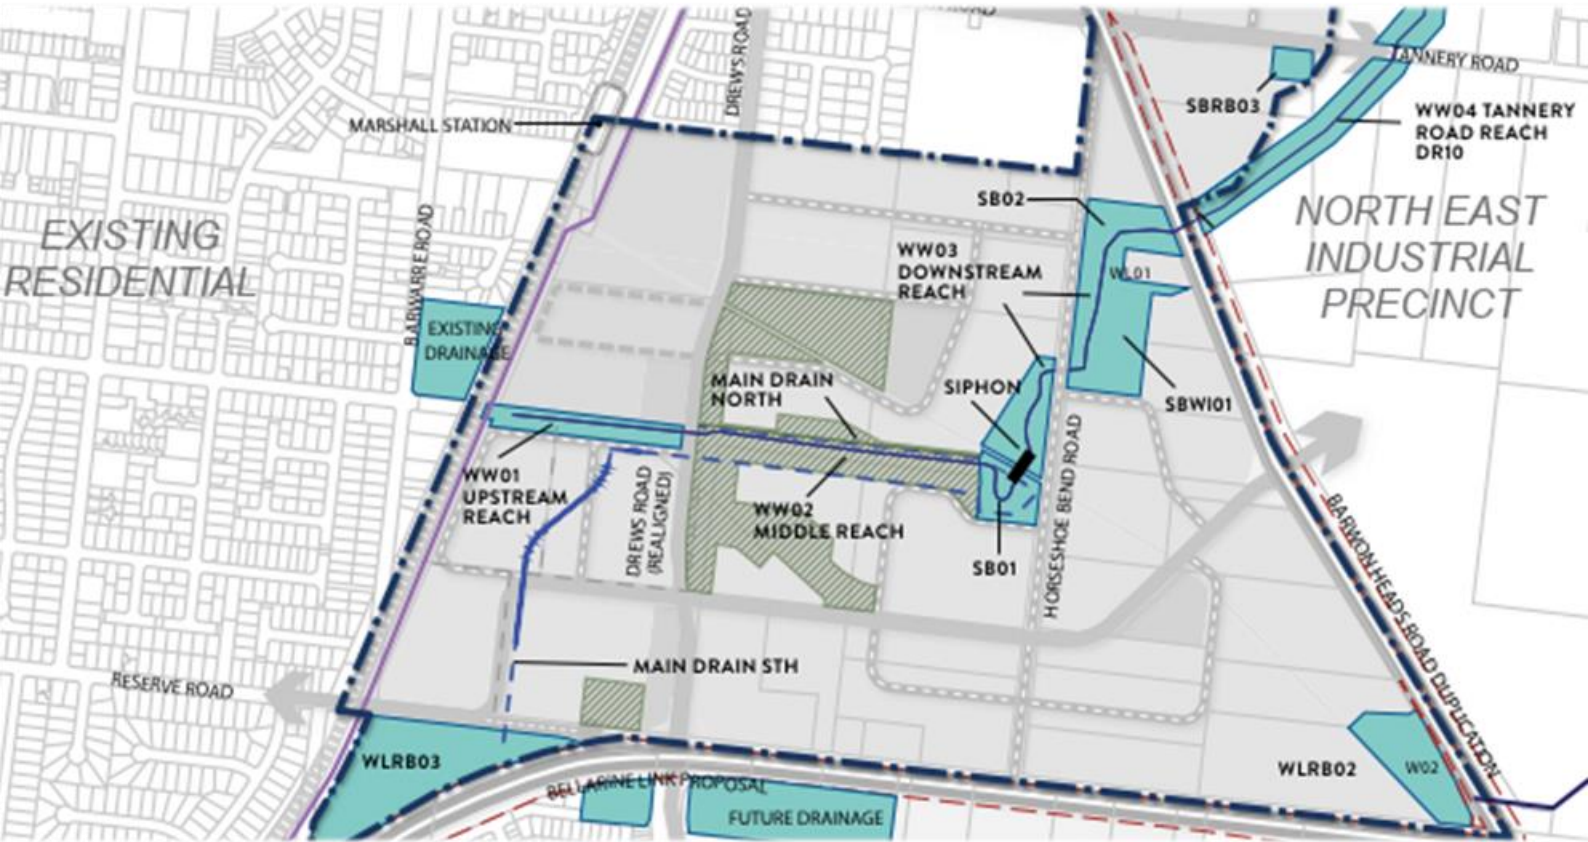 DREWS ROAD
ROAD
TANNERY ROAD
SBRB03
WW04 TANNERY
ROAD REACH
DR10
MARSHALL STATION
EXISTING
RESIDENTIAL
BARWARRE ROAD
SB02
NORTH EAST
INDUSTRIAL
PRECINCT
WW03
DOWNSTREAM
REACH
WL01
EXISTING
DRAINAGE
MAIN DRAIN
NORTH
SIPHON
SBWI01
WW01
UPSTREAM
REACH
DREWS ROAD
(REALIGNED)
WW02
MIDDLE REACH
SB01
HORSESHOE BEND ROAD
BARWON HEADS ROAD DUPLICATION
MAIN DRAIN STH
RESERVE ROAD
WLRB03
WLRB02
W02
BELLARINE LINK PROPOSAL
FUTURE DRAINAGE